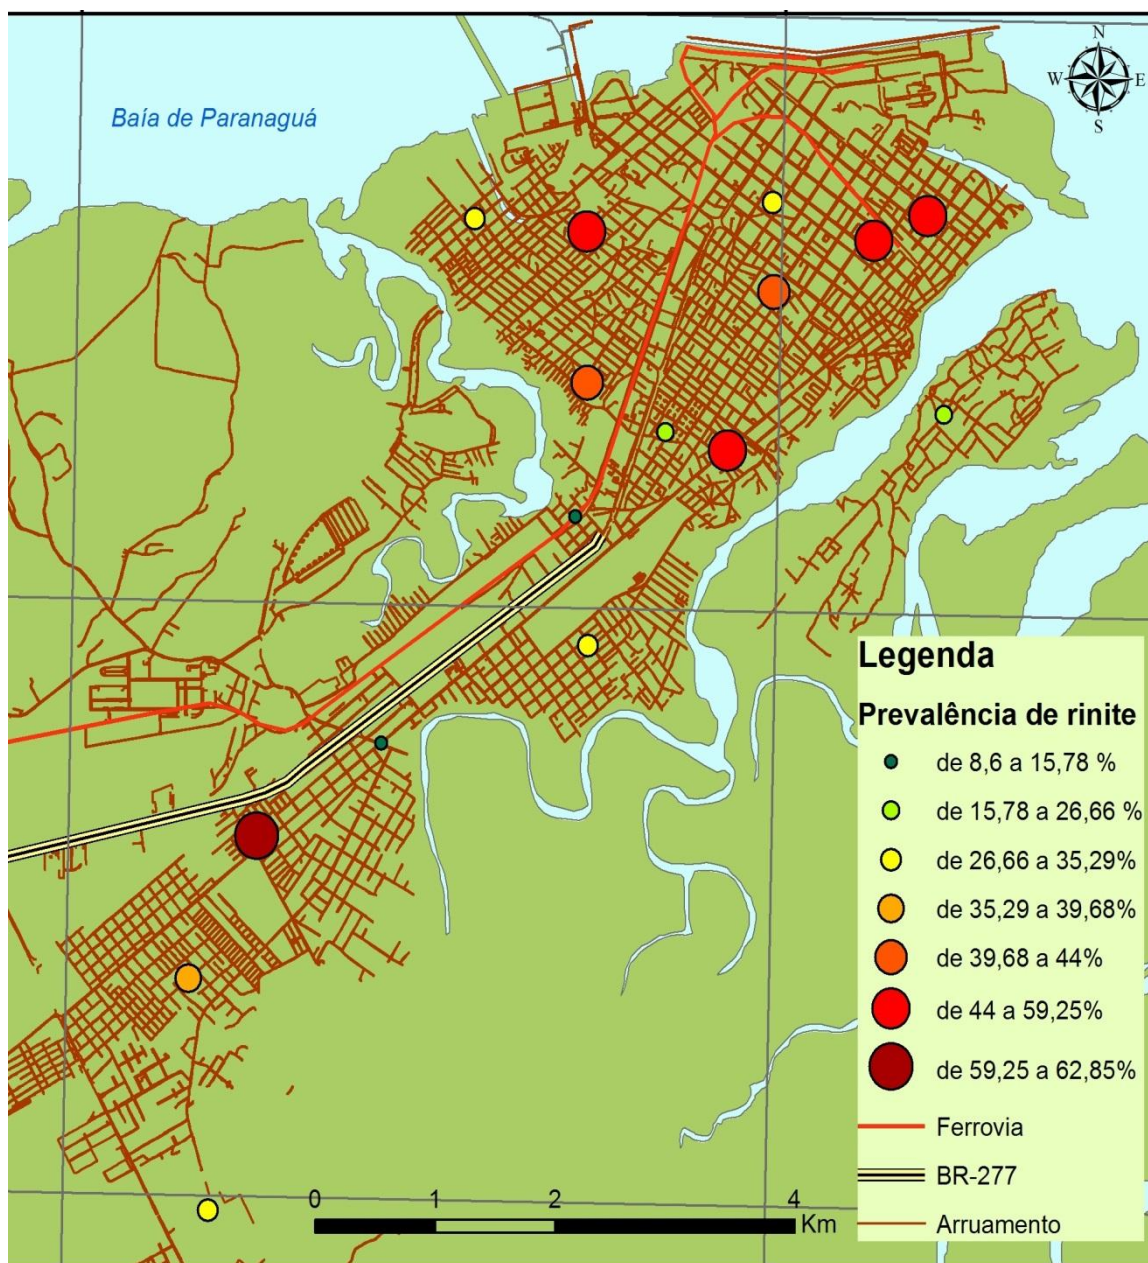 N
W E
S
Baía de Paranaguá
Legenda
Prevalência de rinite
de 8,6 a 15,78 %
de 15,78 a 26,66 %
de 26,66 a 35,29%
de 35,29 a 39,68%
de 39,68 a 44%
de 44 a 59,25%
de 59,25 a 62,85%
Ferrovia
BR-277
Arruamento
0 1 2 4
Km